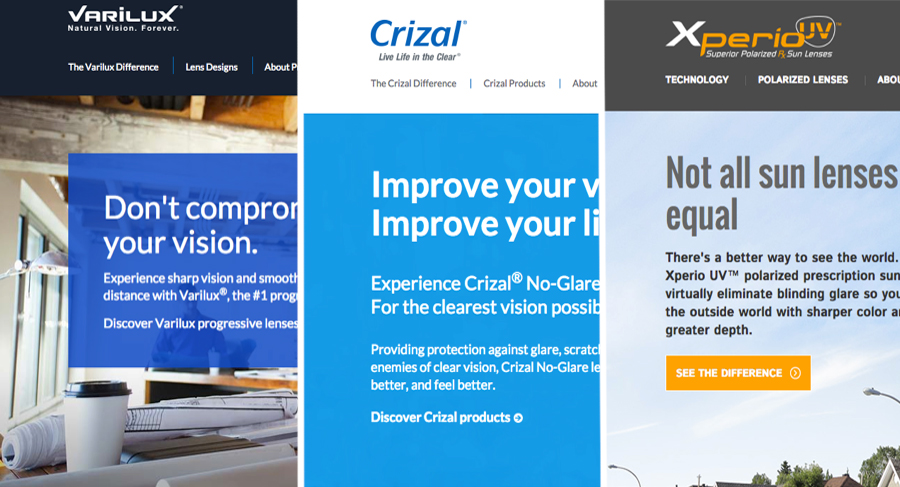 VARILUX®
Natural Vision. Forever.
The Varilux Difference
Lens Designs
About P
Don't compror
your vision.
Experience sharp vision and smooth
distance with Varilux®, the #1 prog
Discover Varilux progressive lenses
Crizal®
Live Life in the Clear®
The Crizal Difference
Crizal Products
About
Improve your v
Improve your li
Experience Crizal® No-Glare
For the clearest vision possib
Providing protection against glare, scratc
enemies of clear vision, Crizal No-Glare le
better, and feel better.
Discover Crizal products
Xperio UV™
Superior Polarized Rx Sun Lenses
TECHNOLOGY
POLARIZED LENSES
ABOU
Not all sun lenses
equal
There's a better way to see the world.
Xperio UV™ polarized prescription sun
virtually eliminate blinding glare so you
the outside world with sharper color a
greater depth.
SEE THE DIFFERENCE